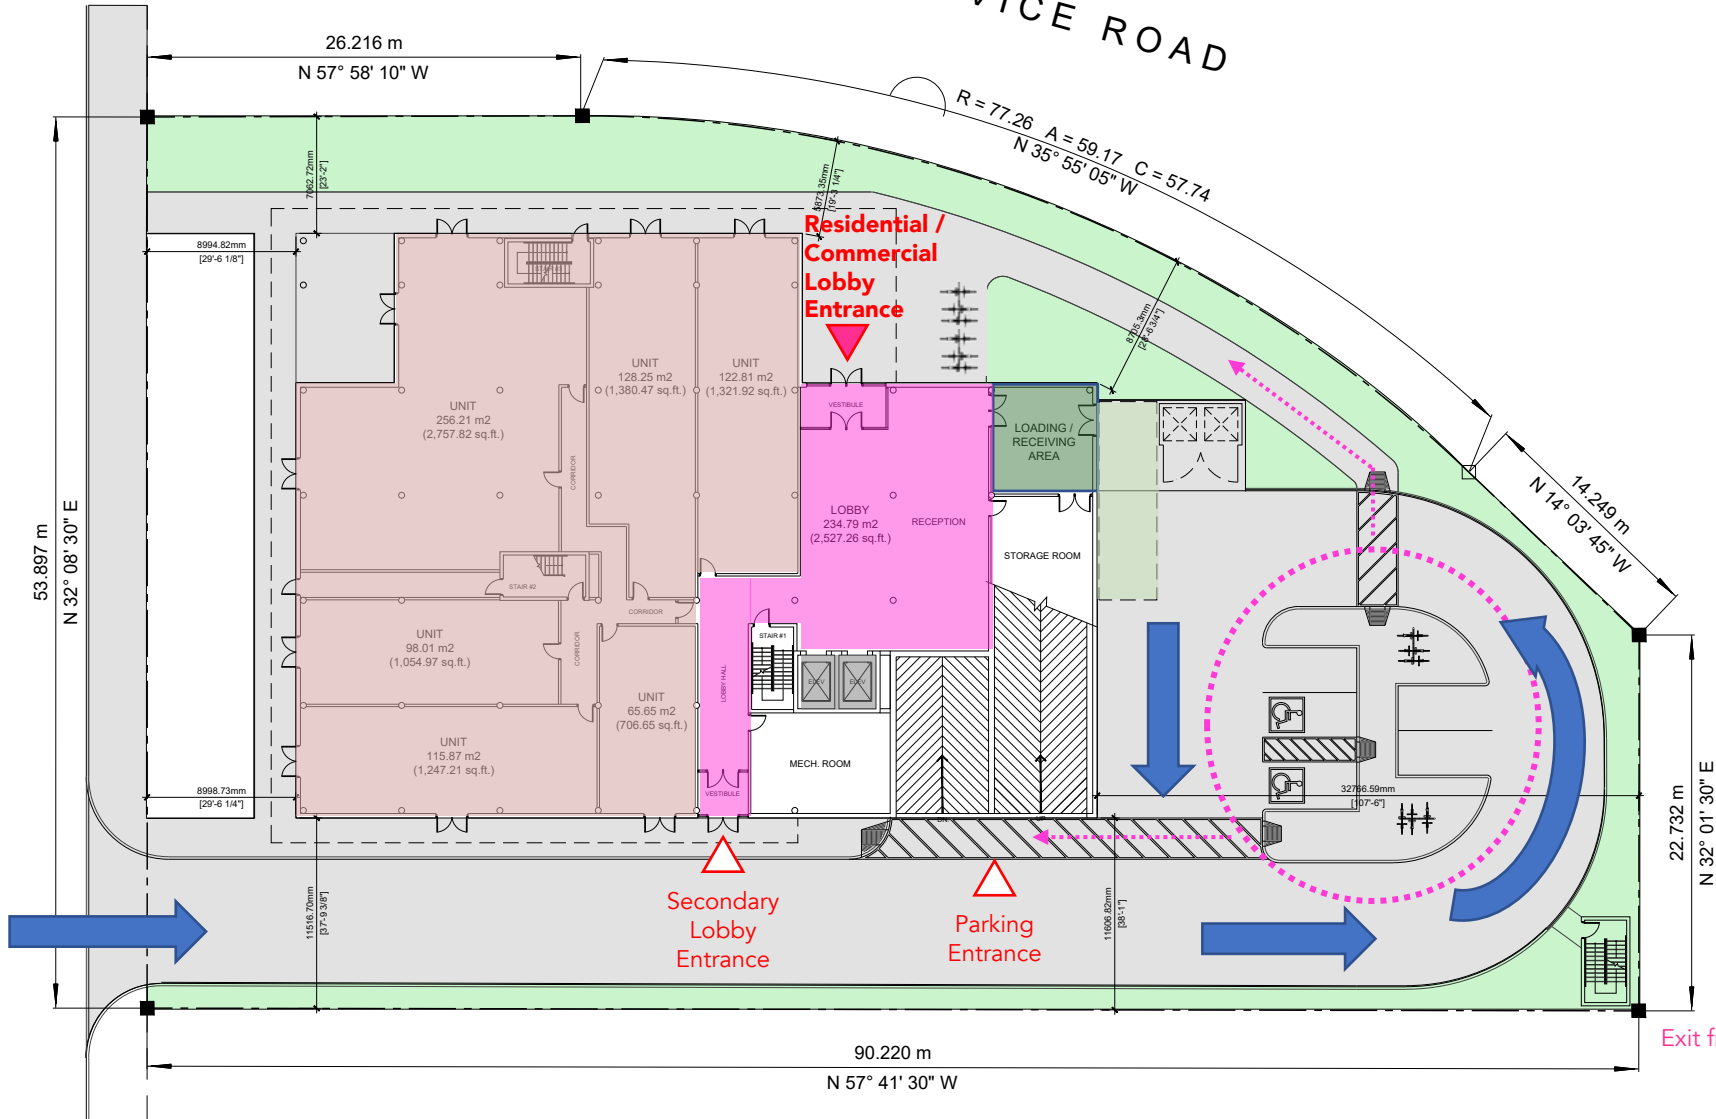 VICE ROAD
26.216 m
N 57° 58' 10" W
R = 77.26 A = 59.17 C = 57.74
N 35° 55' 05" W
7062.72mm
[23'-2"]
5873.35mm
[19'-3 1/4"]
Residential /
Commercial
Lobby
Entrance
8994.82mm
[29'-6 1/8"]
8705.3mm
[28'-6 3/4"]
UNIT
256.21 m2
(2,757.82 sq.ft.)
UNIT
128.25 m2
(1,380.47 sq.ft.)
UNIT
122.81 m2
(1,321.92 sq.ft.)
VESTIBULE
LOADING /
RECEIVING
AREA
CORRIDOR
LOBBY
234.79 m2
(2,527.26 sq.ft.)
RECEPTION
STORAGE ROOM
14.249 m
N 14° 03' 45" W
53.897 m
N 32° 08' 30" E
STAIR #2
CORRIDOR
UNIT
98.01 m2
(1,054.97 sq.ft.)
CORRIDOR
STAIR #1
ELEV
ELEV
LOBBY HALL
UNIT
65.65 m2
(706.65 sq.ft.)
UNIT
115.87 m2
(1,247.21 sq.ft.)
MECH. ROOM
VESTIBULE
8998.73mm
[29'-6 1/4"]
32766.59mm
[107'-6"]
DN.
UP
22.732 m
N 32° 01' 30" E
11516.70mm
[37'-9 3/8"]
11606.82mm
[38'-1"]
Secondary
Lobby
Entrance
Parking
Entrance
Exit f
90.220 m
N 57° 41' 30" W